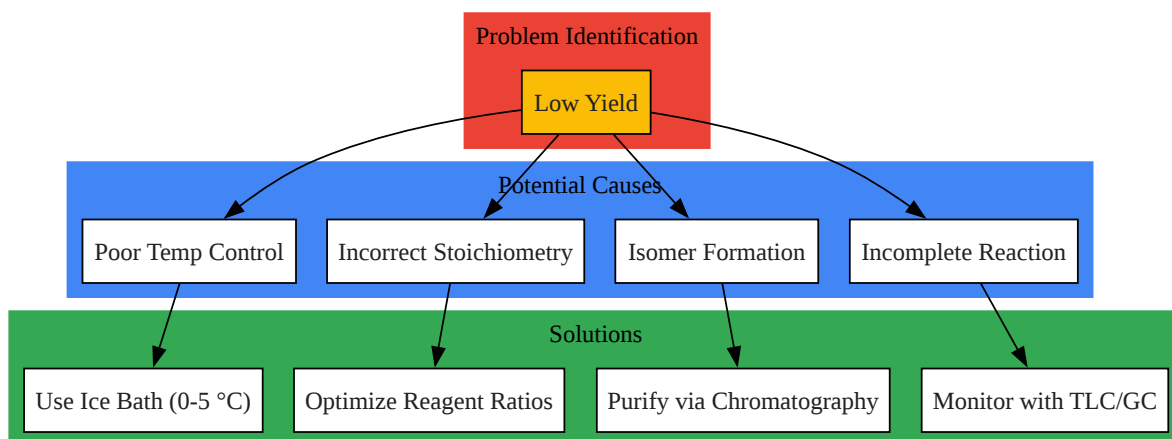 Problem Identification
Low Yield
Potential Causes
Poor Temp Control
Incorrect Stoichiometry
Isomer Formation
Incomplete Reaction
Solutions
Use Ice Bath (0-5 °C)
Optimize Reagent Ratios
Purify via Chromatography
Monitor with TLC/GC